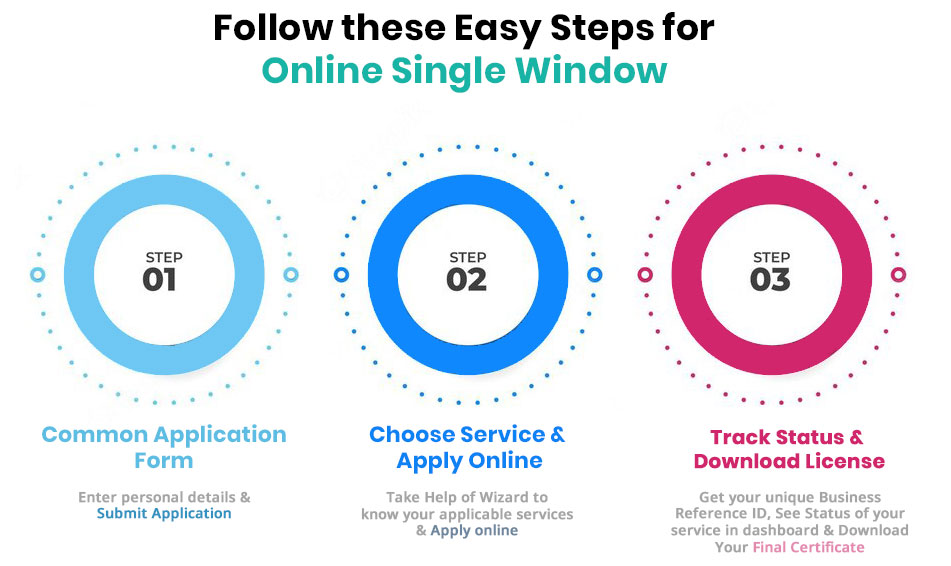 Follow these Easy Steps for
Online Single Window
STEP
01
STEP
02
STEP
03
Common Application
Form
Enter personal details &
Submit Application
Choose Service &
Apply Online
Take Help of Wizard to
know your applicable services
& Apply online
Track Status &
Download License
Get your unique Business
Reference ID, See Status of your
service in dashboard & Download
Your Final Certificate